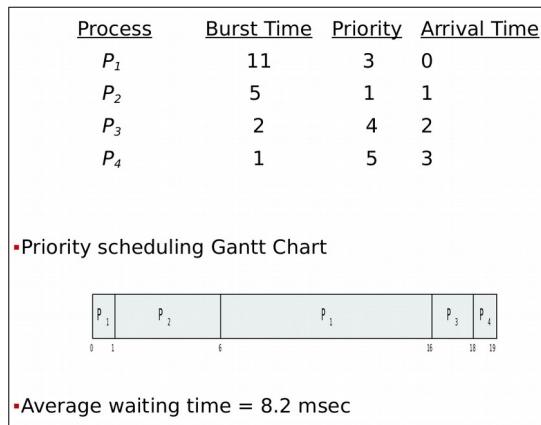 Process Burst Time Priority Arrival Time
P1 11 3 0
P2 5 1 1
P3 2 4 2
P4 1 5 3
▪Priority scheduling Gantt Chart
P1 P2 P1 P3 P4
0 1 6 16 18 19
▪Average waiting time = 8.2 msec